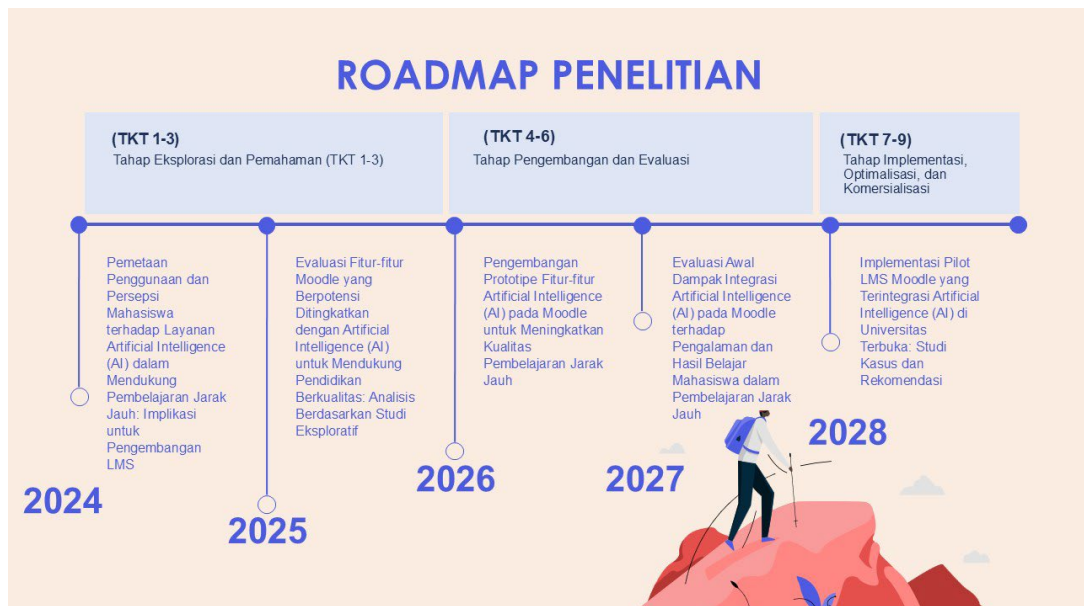 ROADMAP PENELITIAN
(TKT 1-3)
Tahap Eksplorasi dan Pemahaman (TKT 1-3)
(TKT 4-6)
Tahap Pengembangan dan Evaluasi
(TKT 7-9)
Tahap Implementasi,
Optimalisasi, dan
Komersialisasi
Pemetaan
Penggunaan dan
Persepsi
Mahasiswa
terhadap Layanan
Artificial Intelligence
(AI) dalam
Mendukung
Pembelajaran Jarak
Jauh: Implikasi
untuk
Pengembangan
LMS
2024
Evaluasi Fitur-fitur
Moodle yang
Berpotensi
Ditingkatkan
dengan Artificial
Intelligence (AI)
untuk Mendukung
Pendidikan
Berkualitas: Analisis
Berdasarkan Studi
Eksploratif
2025
Pengembangan
Prototipe Fitur-fitur
Artificial Intelligence
(AI) pada Moodle
untuk Meningkatkan
Kualitas
Pembelajaran Jarak
Jauh
2026
Evaluasi Awal
Dampak Integrasi
Artificial Intelligence
(AI) pada Moodle
terhadap
Pengalaman dan
Hasil Belajar
Mahasiswa dalam
Pembelajaran Jarak
Jauh
2027
Implementasi Pilot
LMS Moodle yang
Terintegrasi Artificial
Intelligence (AI) di
Universitas
Terbuka: Studi
Kasus dan
Rekomendasi
2028